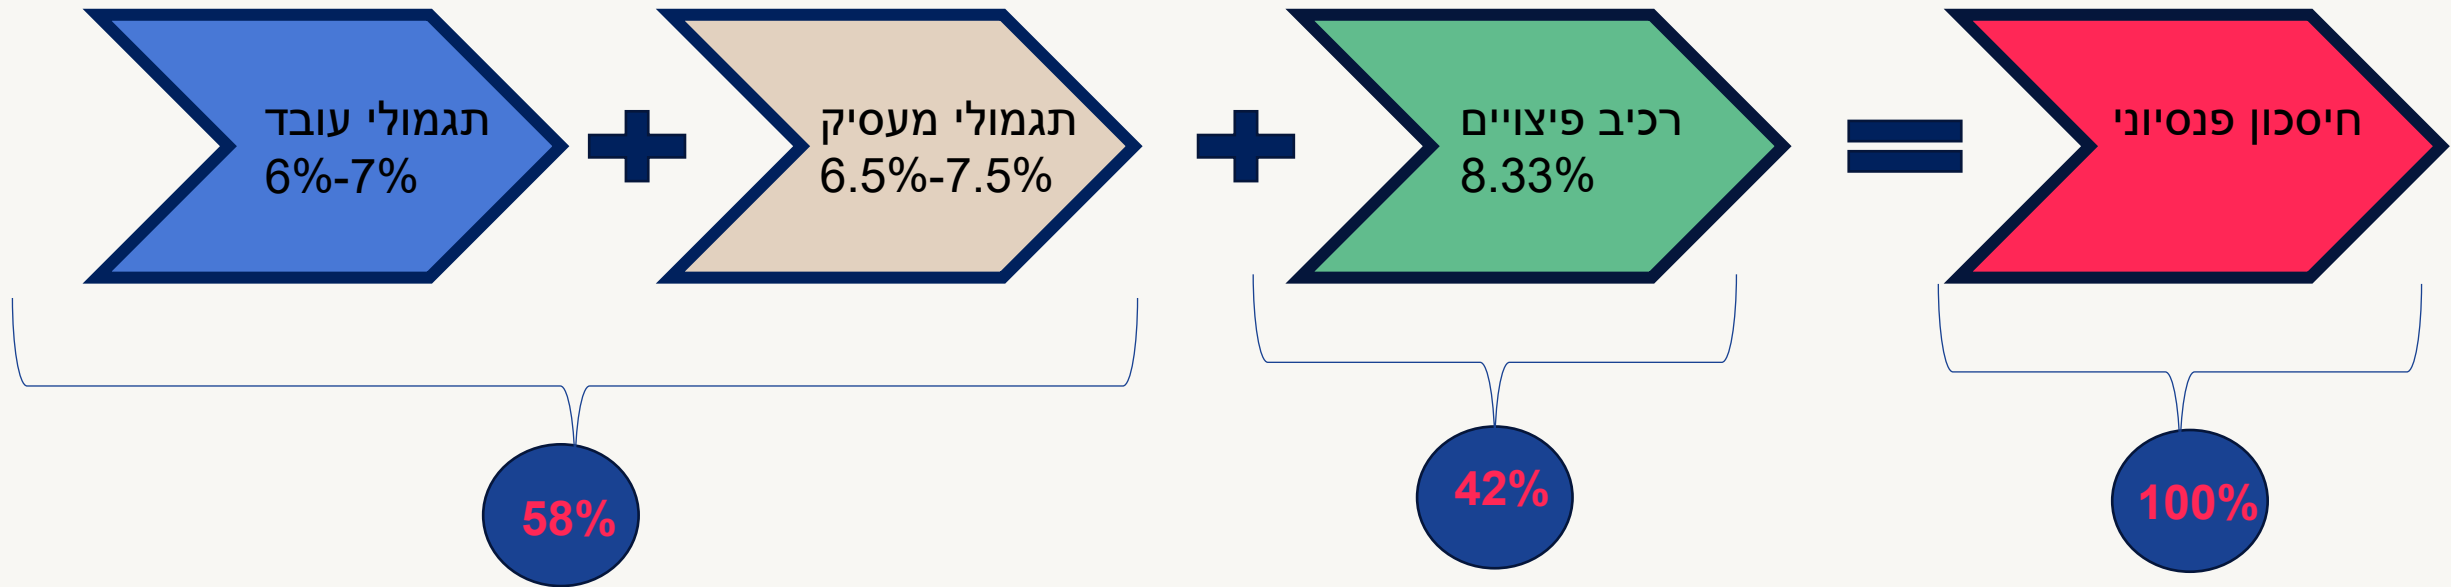 תגמולי עובד
6%-7%
תגמולי מעסיק
6.5%-7.5%
רכיב פיצויים
8.33%
חיסכון פנסיוני
58%
42%
100%